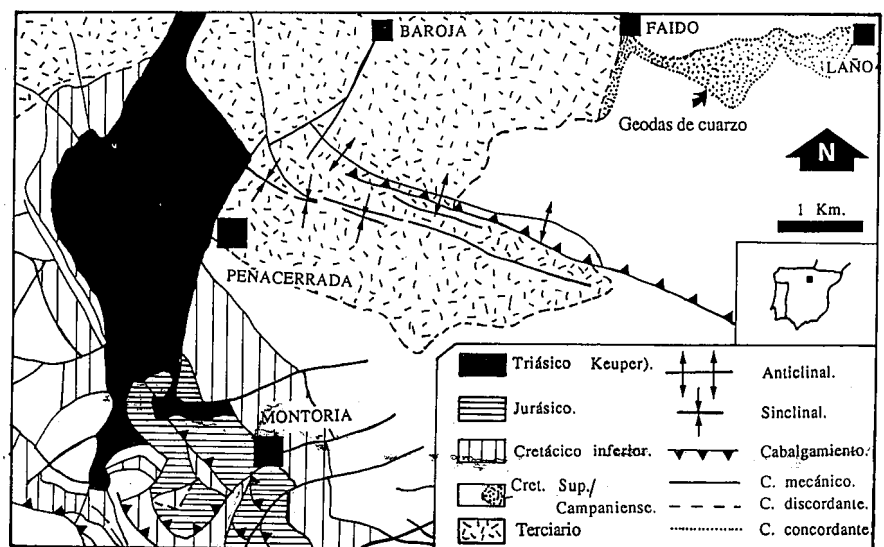 BAROJA
FAIDO
LAÑO
Geodas de cuarzo
N
1 Km.
PEÑACERRADA
MONTORIA
Triásico Keuper).
Jurásico.
Cretácico inferior.
Cret. Sup./
Campaniense.
Terciario
Anticlinal.
Sinclinal.
Cabalgamiento.
C. mecánico.
C. discordante.
C. concordante